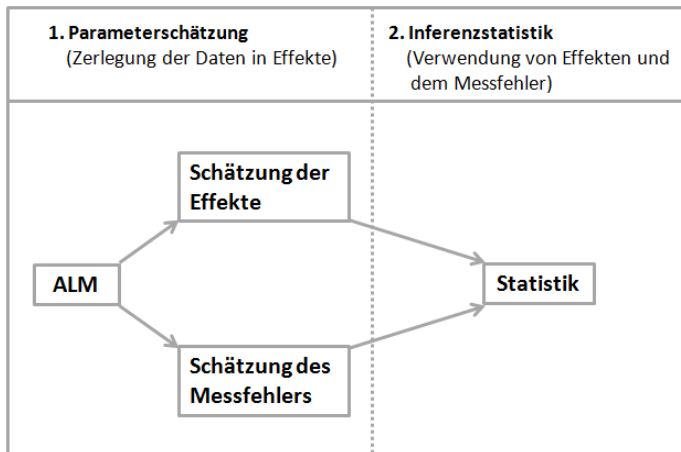 1. Parameterschätzung
(Zerlegung der Daten in Effekte)
2. Inferenzstatistik
(Verwendung von Effekten und
dem Messfehler)
Schätzung der
Effekte
ALM
Statistik
Schätzung des
Messfehlers